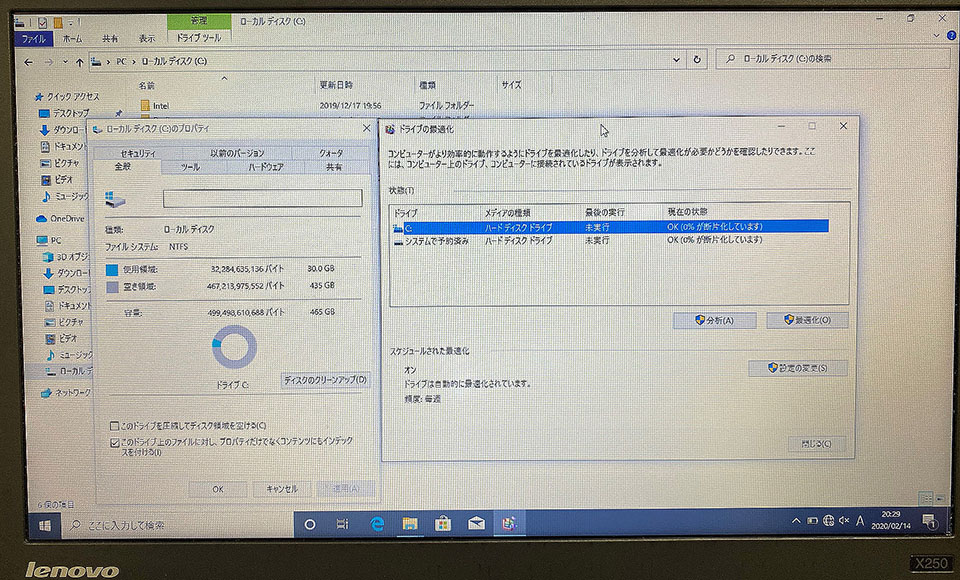 管理
ローカル ディスク (C:)
ファイル
ホーム
共有
表示
ドライブ ツール
PC
ローカル ディスク (C:)
ローカル ディスク (C:)の検索
名前
更新日時
種類
サイズ
Intel
2019/12/17 19:56
ファイル フォルダー
クイック アクセス
デスクトップ
ダウンロー
ドキュメント
ピクチャ
ビデオ
ミュージック
OneDrive
PC
3D オブジ
ダウンロー
デスクトップ
ドキュメント
ピクチャ
ビデオ
ミュージック
ローカル デ
ネットワーク
6 個の項目
ローカル ディスク (C:)のプロパティ
セキュリティ
以前のバージョン
クォータ
全般
ツール
ハードウェア
共有
種類:
ローカル ディスク
ファイル システム:
NTFS
使用領域:
32,284,635,136 バイト
30.0 GB
空き領域:
467,213,975,552 バイト
435 GB
容量:
499,498,610,688 バイト
465 GB
ドライブ C:
ディスクのクリーンアップ(D)
このドライブを圧縮してディスク領域を空ける(C)
このドライブ上のファイルに対し、プロパティだけでなくコンテンツにもインデック
スを付ける(I)
OK
キャンセル
適用(A)
ドライブの最適化
コンピューターがより効率的に動作するようにドライブを最適化したり、ドライブを分析して最適化が必要かどうかを確認したりできます。ここ
には、コンピューター上のドライブ、コンピューターに接続されているドライブが表示されます。
状態(T)
ドライブ
メディアの種類
最後の実行
現在の状態
C:
ハード ディスク ドライブ
未実行
OK (0% が断片化しています)
システムで予約済み
ハード ディスク ドライブ
未実行
OK (0% が断片化しています)
分析(A)
最適化(O)
スケジュールされた最適化
オン
ドライブは自動的に最適化されています。
頻度: 毎週
設定の変更(S)
閉じる(C)
ここに入力して検索
A
20:29
2020/02/14
1
lenovo
X250